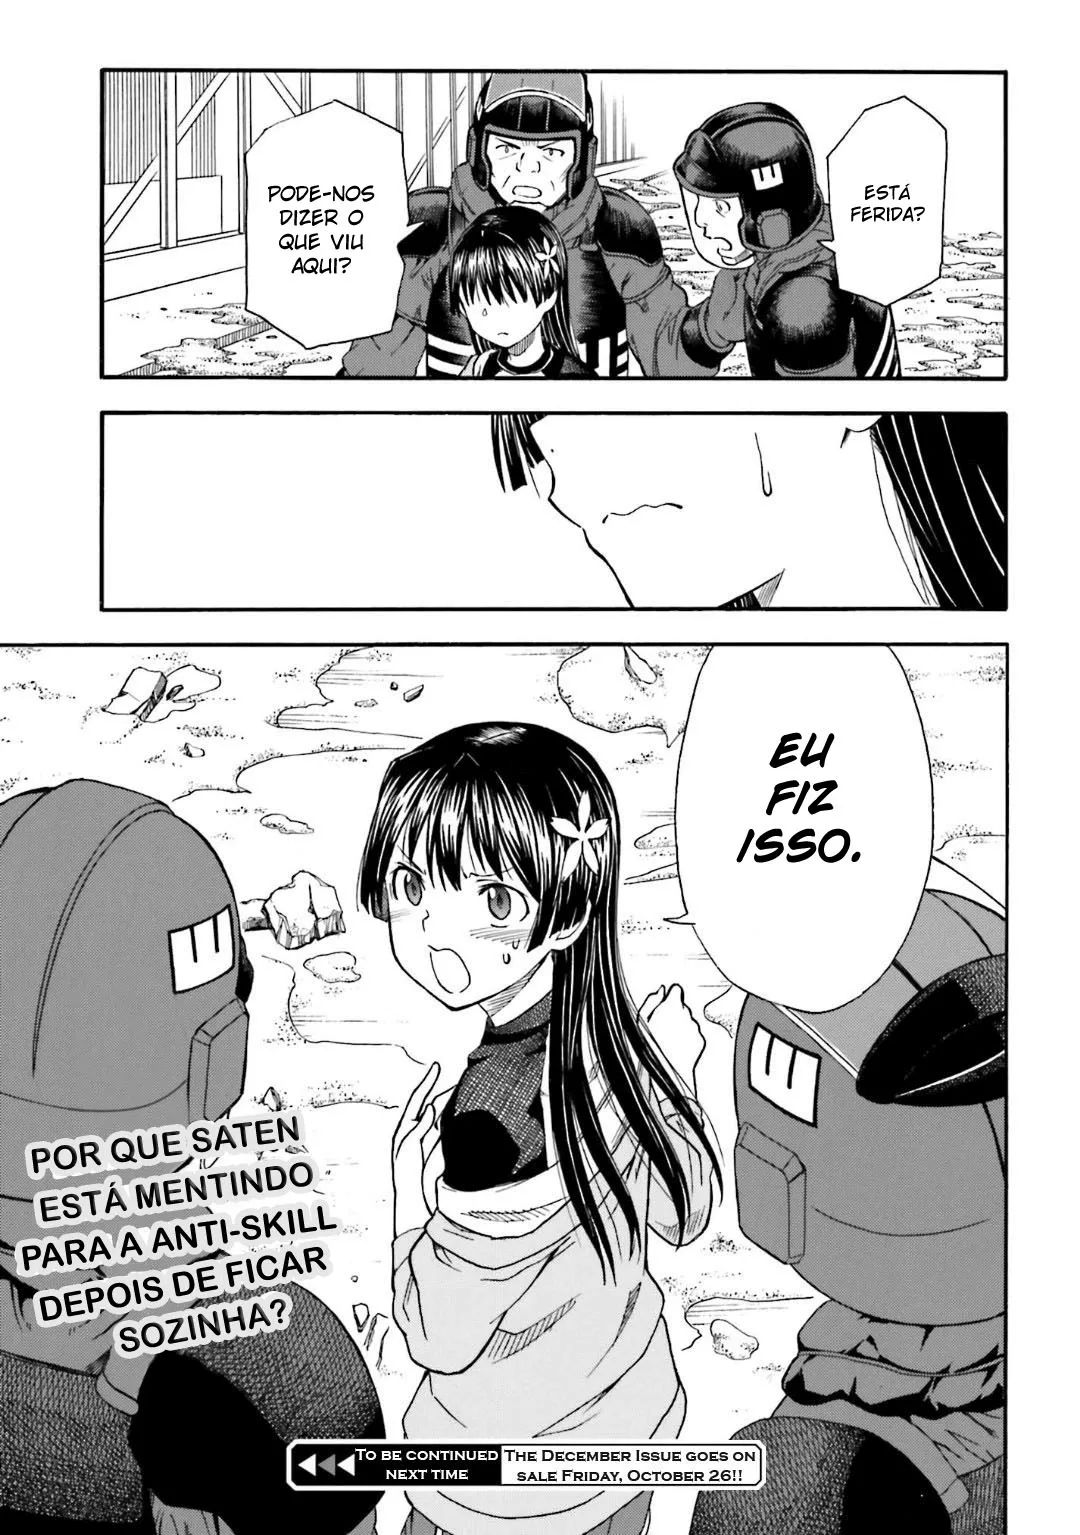 ESTÁ
FERIDA?
PODE-NOS
DIZER O
QUE VIU
AQUI?
EU
FIZ
ISSO.
POR QUE SATEN
ESTÁ MENTINDO
PARA A ANTI-SKILL
DEPOIS DE FICAR
SOZINHA?
TO BE CONTINUED
NEXT TIME
THE DECEMBER ISSUE GOES ON
SALE FRIDAY, OCTOBER 26!!